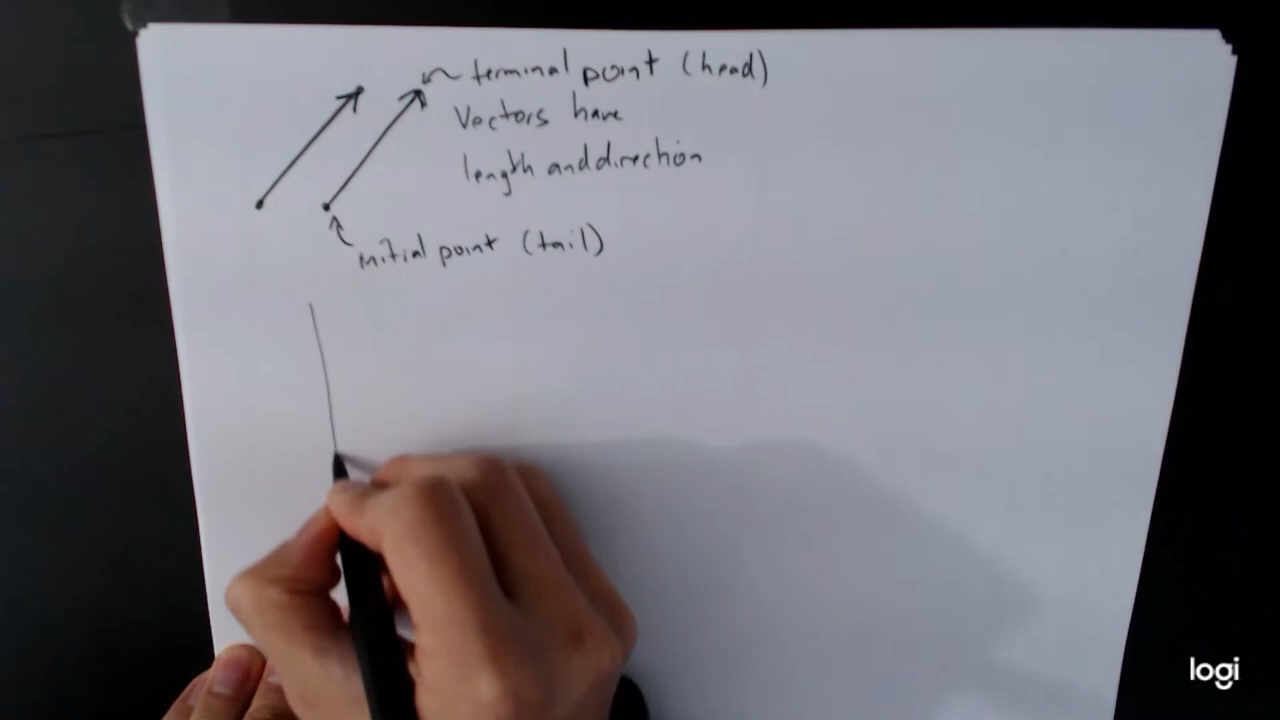 terminal point (head)
Vectors have
length and direction
initial point (tail)
logi